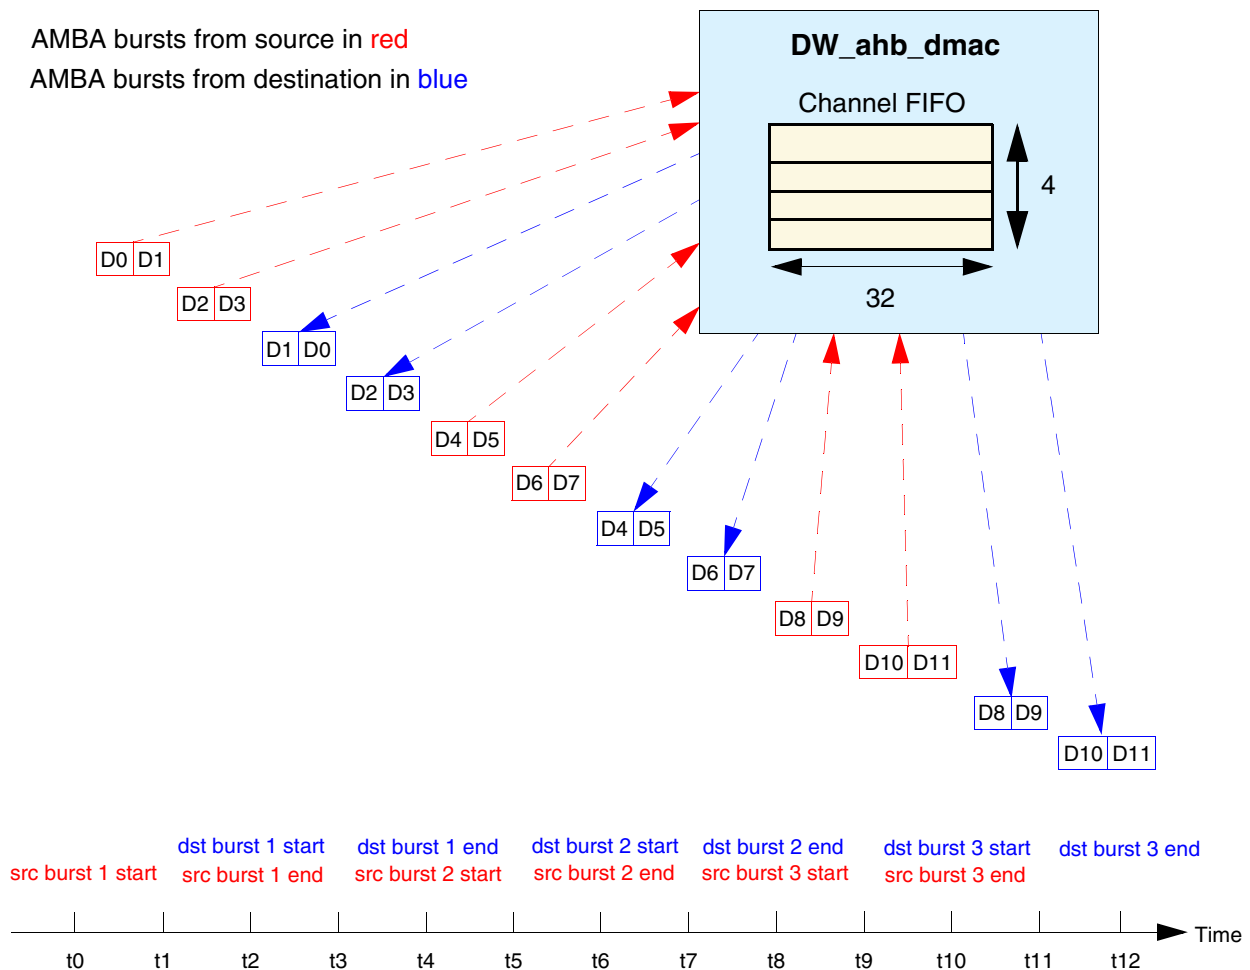 AMBA bursts from source in red
AMBA bursts from destination in blue
DW_ahb_dmac
Channel FIFO
4
32
D0 D1
D2 D3
D1 D0
D2 D3
D4 D5
D6 D7
D4 D5
D6 D7
D8 D9
D10 D11
D8 D9
D10 D11
dst burst 1 start dst burst 1 end dst burst 2 start dst burst 2 end dst burst 3 start dst burst 3 end
src burst 1 start src burst 1 end src burst 2 start src burst 2 end src burst 3 start src burst 3 end
Time
t0 t1 t2 t3 t4 t5 t6 t7 t8 t9 t10 t11 t12